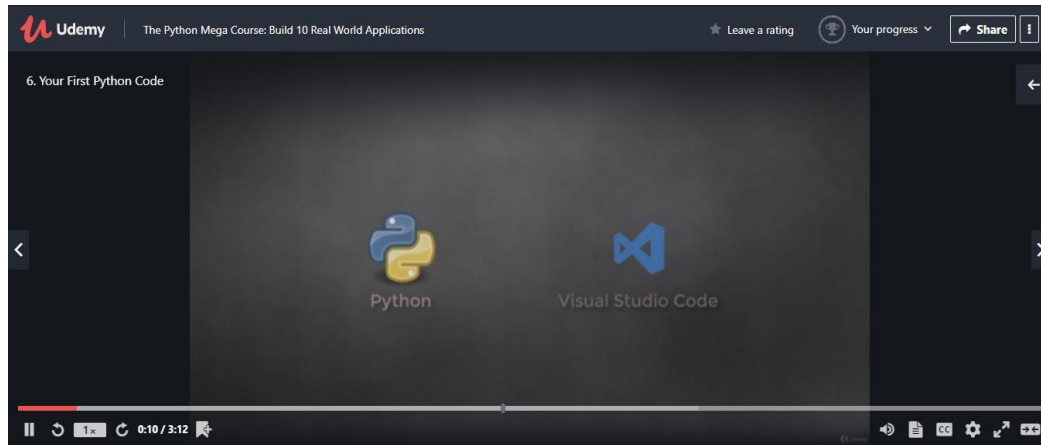 Udemy
The Python Mega Course: Build 10 Real World Applications
Leave a rating
Your progress
Share
6. Your First Python Code
Python
Visual Studio Code
1x
0:10 / 3:12
CC